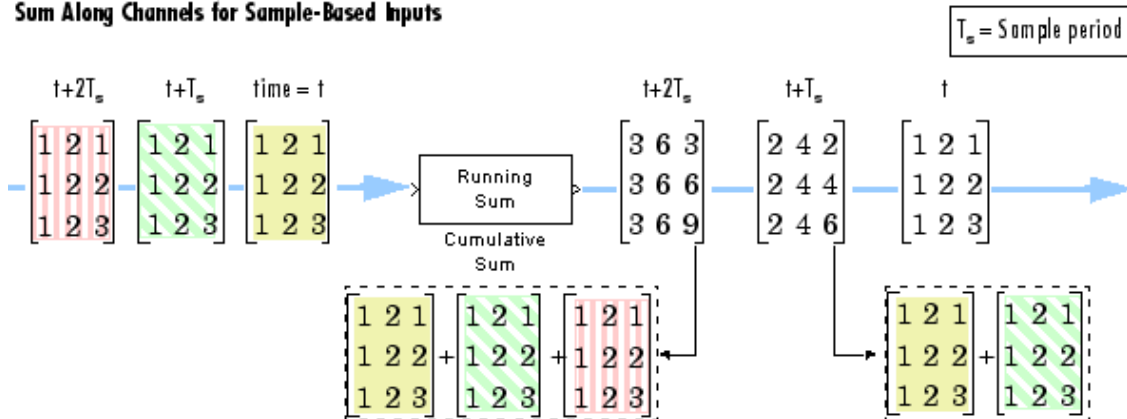 Sum Along Channels for Sample-Based Inputs
Tₛ = Sample period
t+2Tₛ t+Tₛ time = t t+2Tₛ t+Tₛ t
1 2 1 1 2 1 1 2 1 3 6 3 2 4 2 1 2 1
1 2 2 1 2 2 1 2 2 Running 3 6 6 2 4 4 1 2 2
Sum
1 2 3 1 2 3 1 2 3 3 6 9 2 4 6 1 2 3
Cumulative
Sum
1 2 1 1 2 1 1 2 1 1 2 1 1 2 1
1 2 2 + 1 2 2 + 1 2 2 1 2 2 + 1 2 2
1 2 3 1 2 3 1 2 3 1 2 3 1 2 3